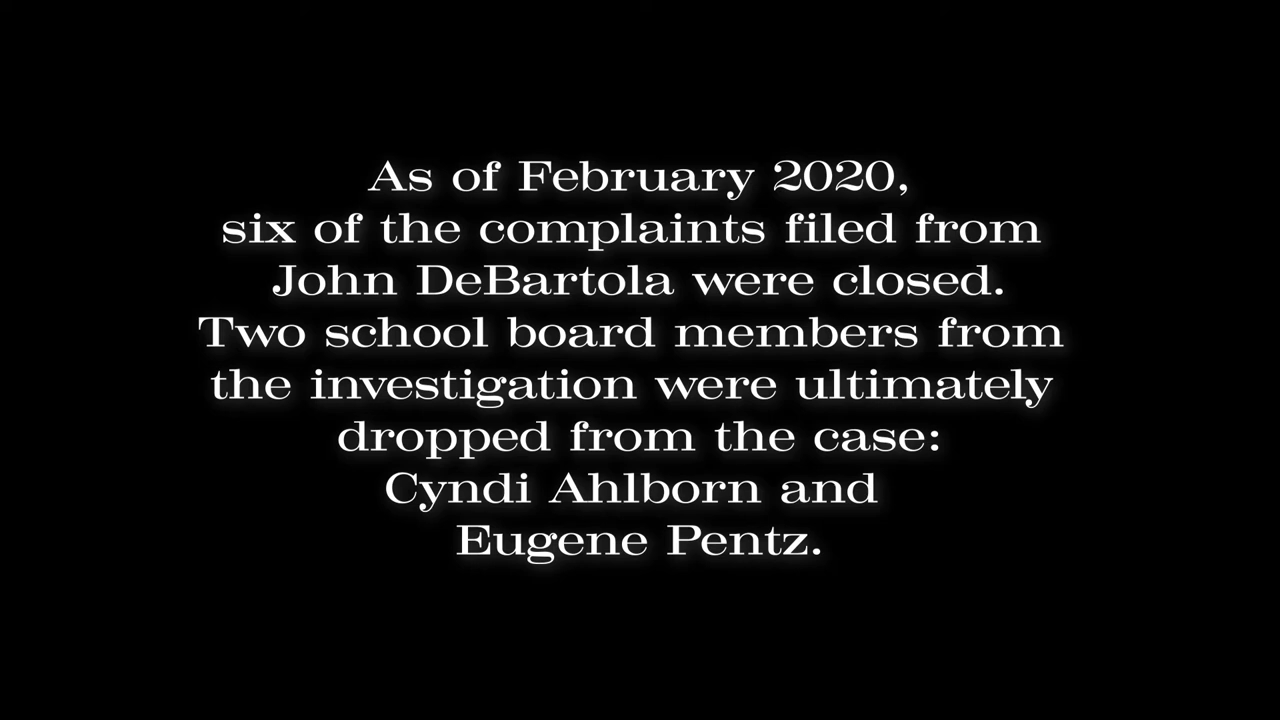 As of February 2020,
six of the complaints filed from
John DeBartola were closed.
Two school board members from
the investigation were ultimately
dropped from the case:
Cyndi Ahlborn and
Eugene Pentz.